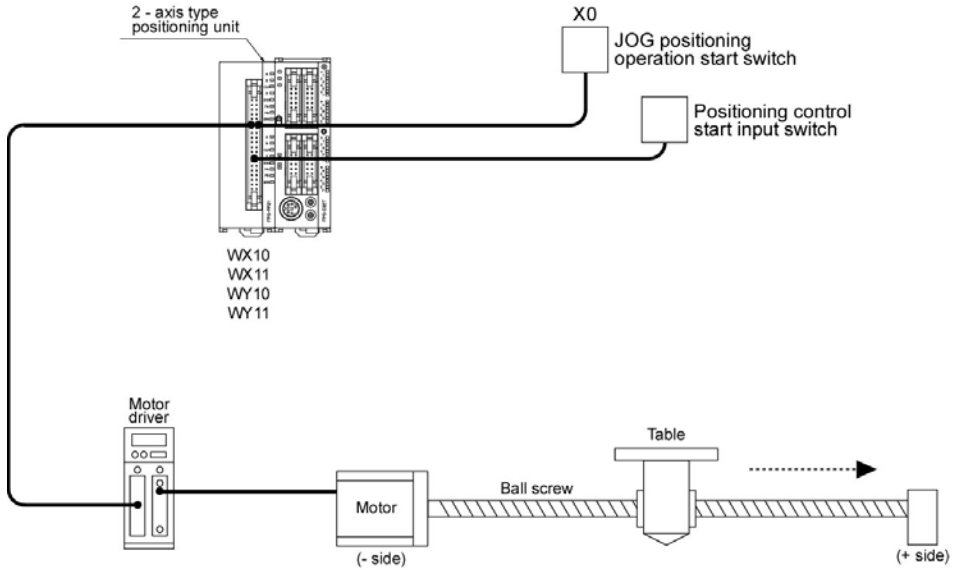 2 - axis type
positioning unit
X0
JOG positioning
operation start switch
Positioning control
start input switch
WX10
WX11
WY10
WY11
Motor
driver
Table
Ball screw
Motor
(- side)
(+ side)